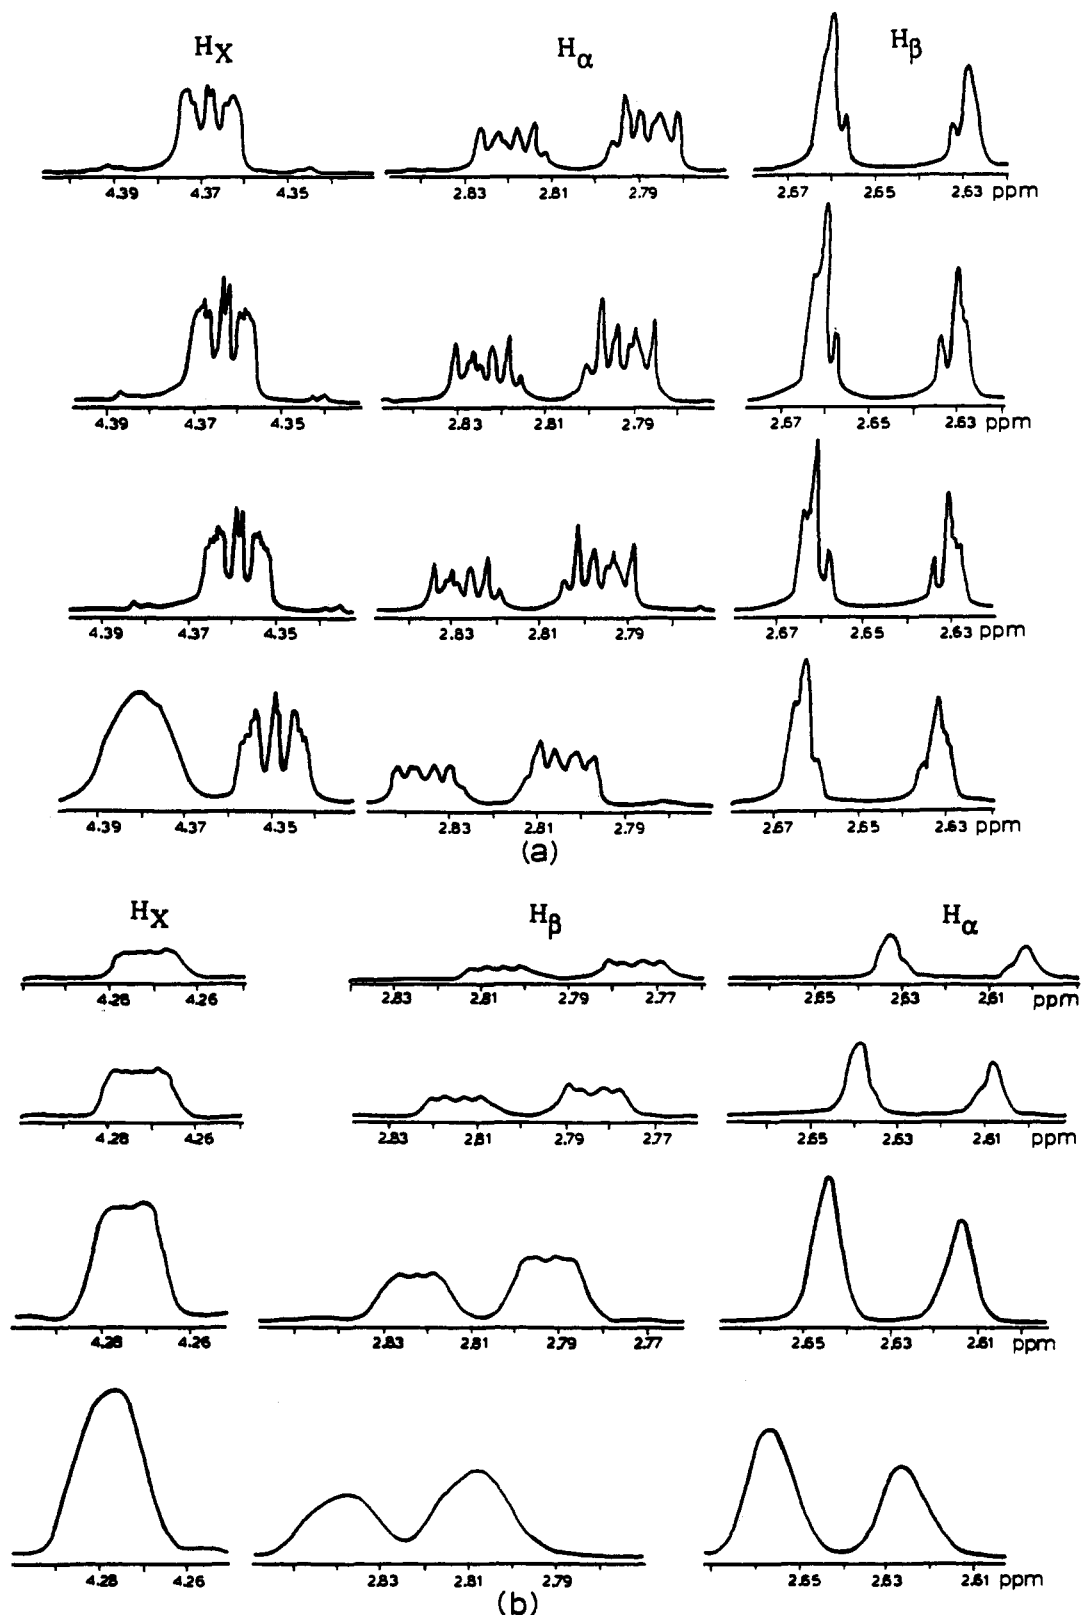 HX Hα Hβ
4.39 4.37 4.35 2.83 2.81 2.79 2.67 2.65 2.63 ppm
4.39 4.37 4.35 2.83 2.81 2.79 2.67 2.65 2.63 ppm
4.39 4.37 4.35 2.83 2.81 2.79 2.67 2.65 2.63 ppm
4.39 4.37 4.35 2.83 2.81 2.79 2.67 2.65 2.63 ppm
(a)
HX Hβ Hα
4.28 4.26 2.83 2.81 2.79 2.77 2.65 2.63 2.61 ppm
4.28 4.26 2.83 2.81 2.79 2.77 2.65 2.63 2.61 ppm
4.28 4.26 2.83 2.81 2.79 2.77 2.65 2.63 2.61 ppm
4.28 4.26 2.83 2.81 2.79 2.65 2.63 2.61 ppm
(b)